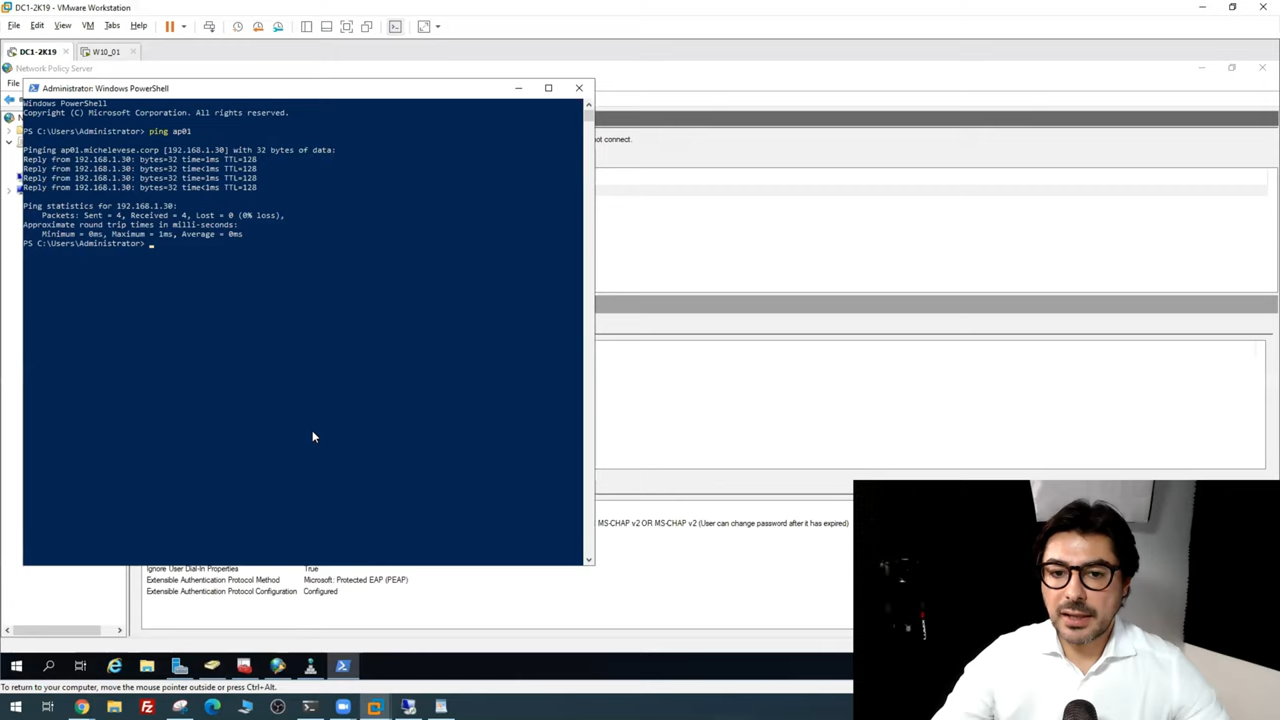 DC1-2K19 - VMware Workstation
File Edit View VM Tabs Help
DC1-2K19 W10_01
Network Policy Server
File
Administrator: Windows PowerShell
Windows PowerShell
Copyright (C) Microsoft Corporation. All rights reserved.
not connect.
PS C:\Users\Administrator> ping ap01
Pinging ap01.michelevese.corp [192.168.1.30] with 32 bytes of data:
Reply from 192.168.1.30: bytes=32 time=1ms TTL=128
Reply from 192.168.1.30: bytes=32 time<1ms TTL=128
Reply from 192.168.1.30: bytes=32 time<1ms TTL=128
Reply from 192.168.1.30: bytes=32 time<1ms TTL=128
Ping statistics for 192.168.1.30:
Packets: Sent = 4, Received = 4, Lost = 0 (0% loss),
Approximate round trip times in milli-seconds:
Minimum = 0ms, Maximum = 1ms, Average = 0ms
PS C:\Users\Administrator> _
MS-CHAP v2 OR MS-CHAP v2 (User can change password after it has expired)
Ignore User Dial-In Properties True
Extensible Authentication Protocol Method Microsoft: Protected EAP (PEAP)
Extensible Authentication Protocol Configuration Configured
To return to your computer, move the mouse pointer outside or press Ctrl+Alt.